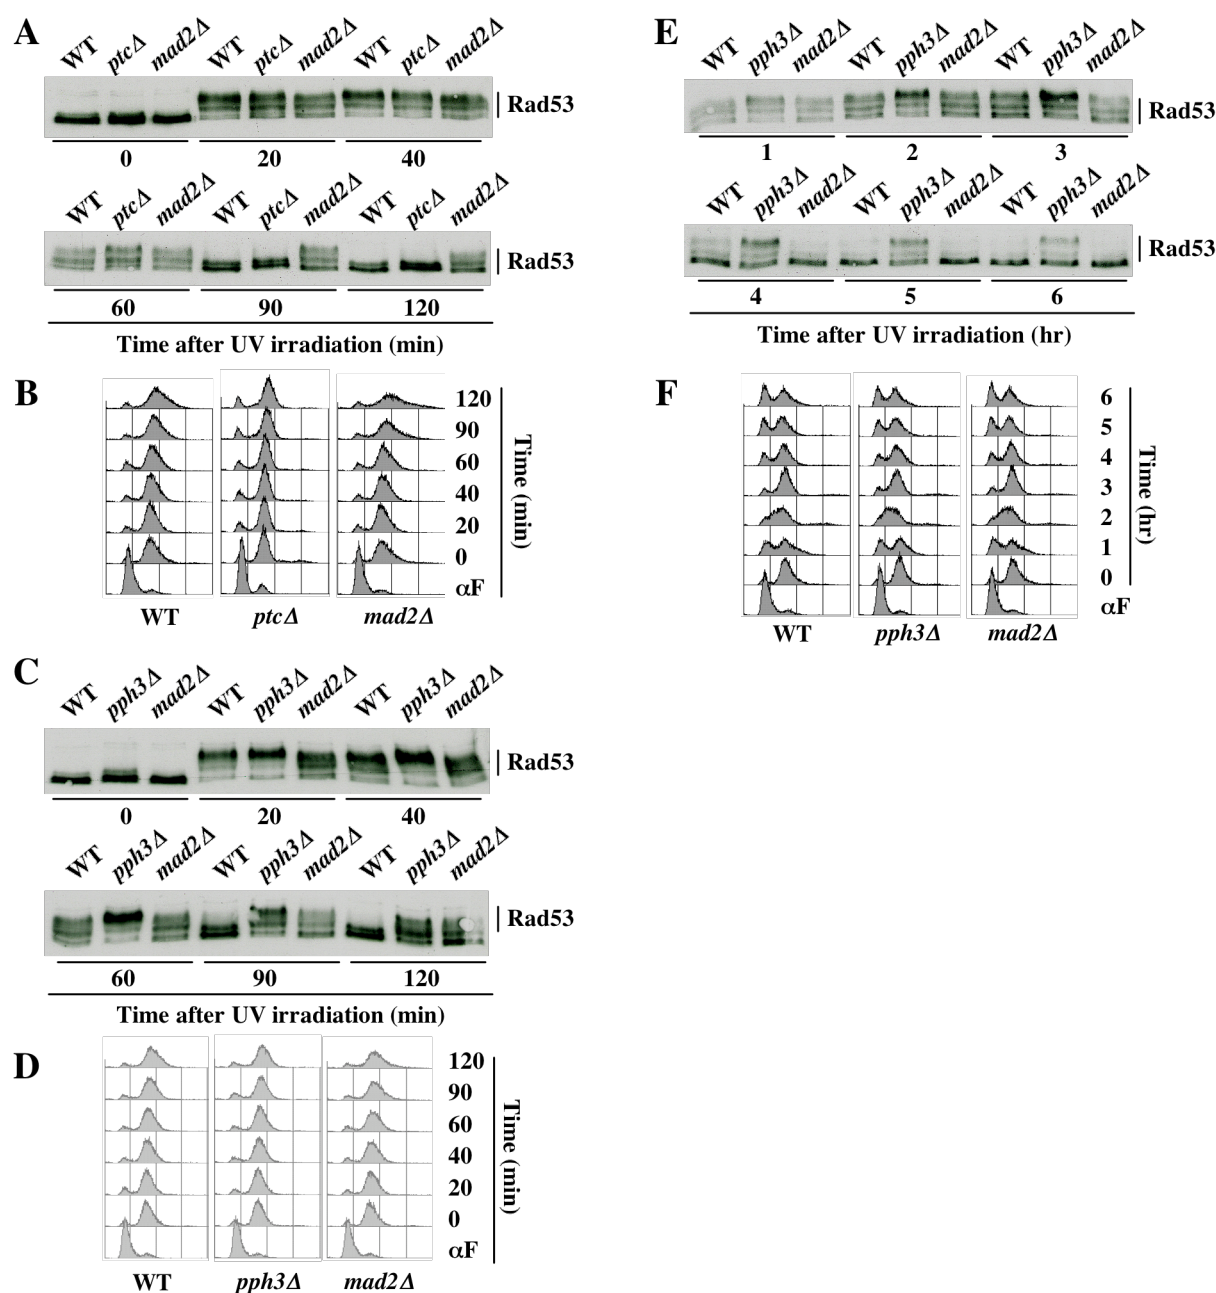 A
WT ptcΔ mad2Δ WT ptcΔ mad2Δ WT ptcΔ mad2Δ
Rad53
0 20 40
WT ptcΔ mad2Δ WT ptcΔ mad2Δ WT ptcΔ mad2Δ
Rad53
60 90 120
Time after UV irradiation (min)
B
120
90
60
40
20
0
αF
Time (min)
WT ptcΔ mad2Δ
C
WT pph3Δ mad2Δ WT pph3Δ mad2Δ WT pph3Δ mad2Δ
Rad53
0 20 40
WT pph3Δ mad2Δ WT pph3Δ mad2Δ WT pph3Δ mad2Δ
Rad53
60 90 120
Time after UV irradiation (min)
D
120
90
60
40
20
0
αF
Time (min)
WT pph3Δ mad2Δ
E
WT pph3Δ mad2Δ WT pph3Δ mad2Δ WT pph3Δ mad2Δ
Rad53
1 2 3
WT pph3Δ mad2Δ WT pph3Δ mad2Δ WT pph3Δ mad2Δ
Rad53
4 5 6
Time after UV irradiation (hr)
F
6
5
4
3
2
1
0
αF
Time (hr)
WT pph3Δ mad2Δ